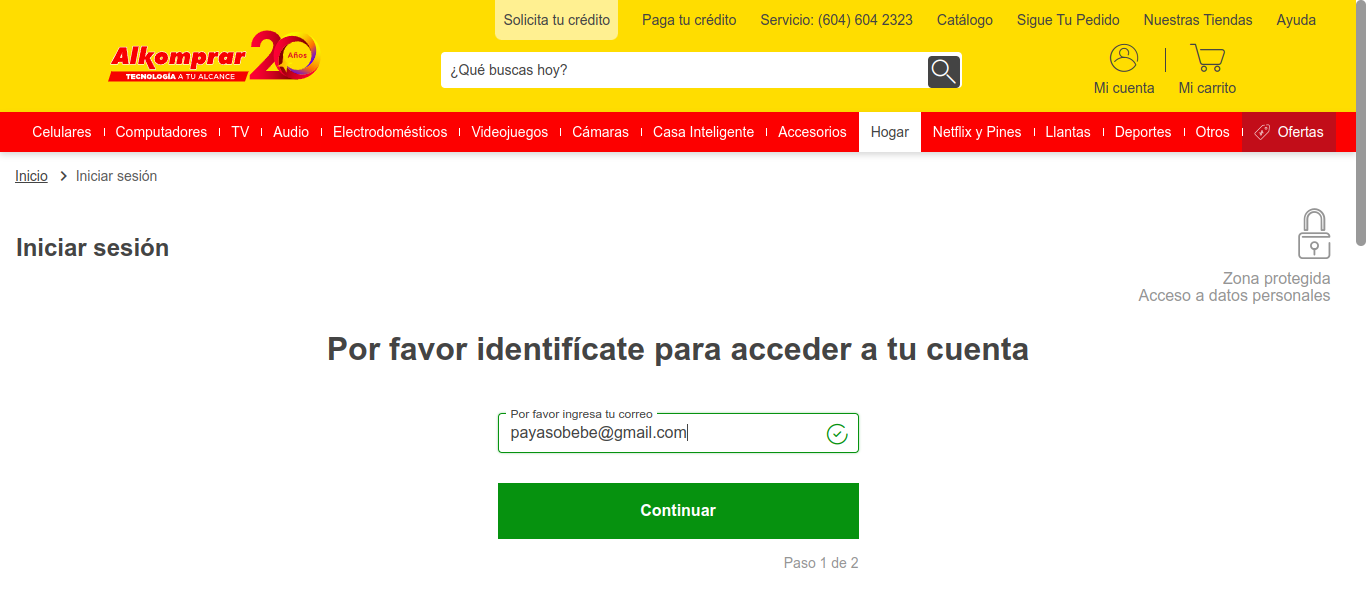 Solicita tu crédito Paga tu crédito Servicio: (604) 604 2323 Catálogo Sigue Tu Pedido Nuestras Tiendas Ayuda
Alkomprar 20 Años
TECNOLOGÍA A TU ALCANCE
¿Qué buscas hoy?
Mi cuenta Mi carrito
Celulares Computadores TV Audio Electrodomésticos Videojuegos Cámaras Casa Inteligente Accesorios Hogar Netflix y Pines Llantas Deportes Otros Ofertas
Inicio Iniciar sesión
Iniciar sesión
Zona protegida
Acceso a datos personales
Por favor identifícate para acceder a tu cuenta
Por favor ingresa tu correo
payasobebe@gmail.com
Continuar
Paso 1 de 2